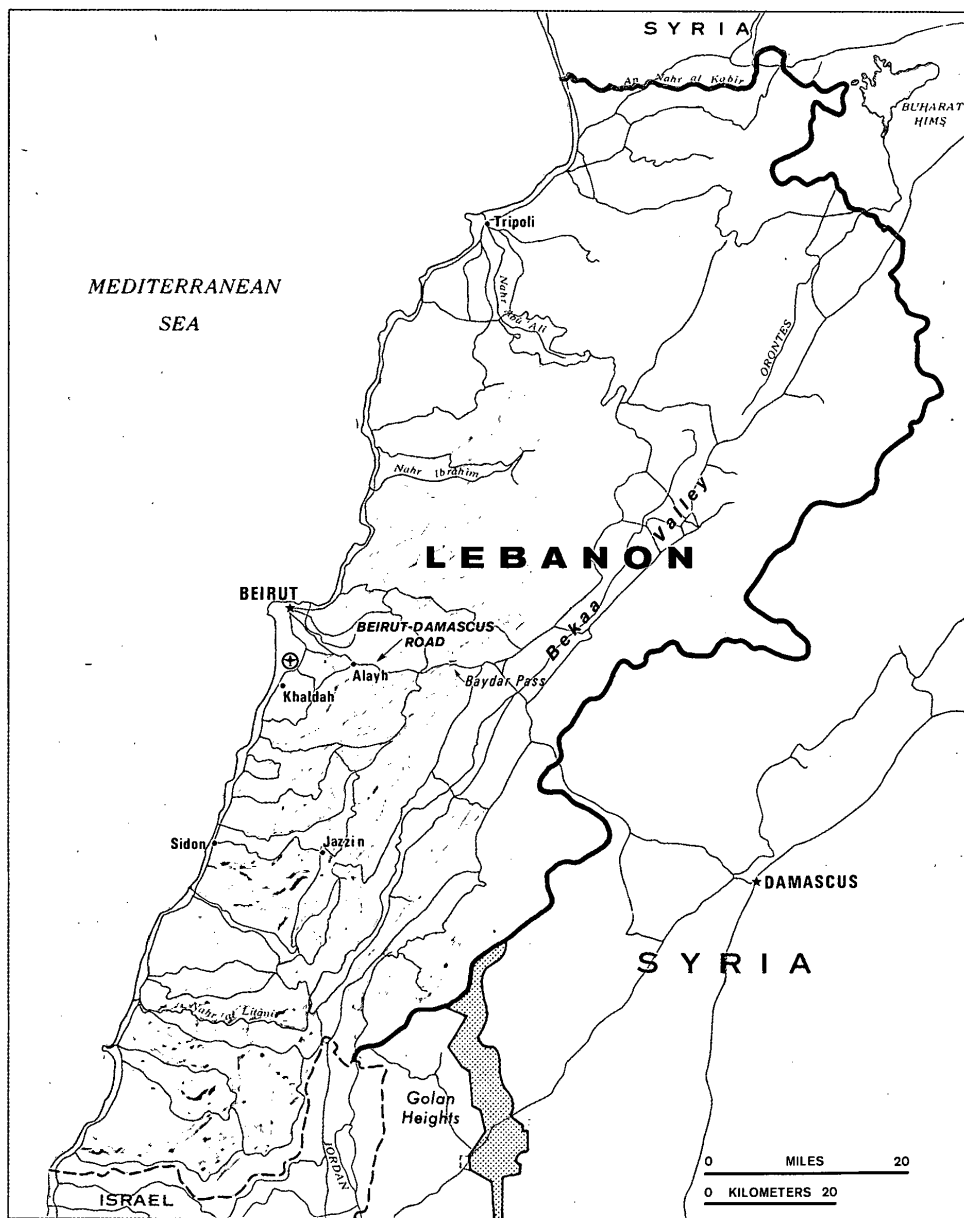 SYRIA
An Nahr al Kabir
BUHARAT
HIMŞ
Tripoli
MEDITERRANEAN
SEA
Nahr Abu Ali
ORONTES
Nahr Ibrahim
LEBANON
Bekaa Valley
BEIRUT
BEIRUT-DAMASCUS
ROAD
Alayh
Baydar Pass
Khaldah
Sidon
Jazzin
DAMASCUS
SYRIA
Nahr al Litani
Golan
Heights
JORDAN
ISRAEL
0 MILES 20
0 KILOMETERS 20